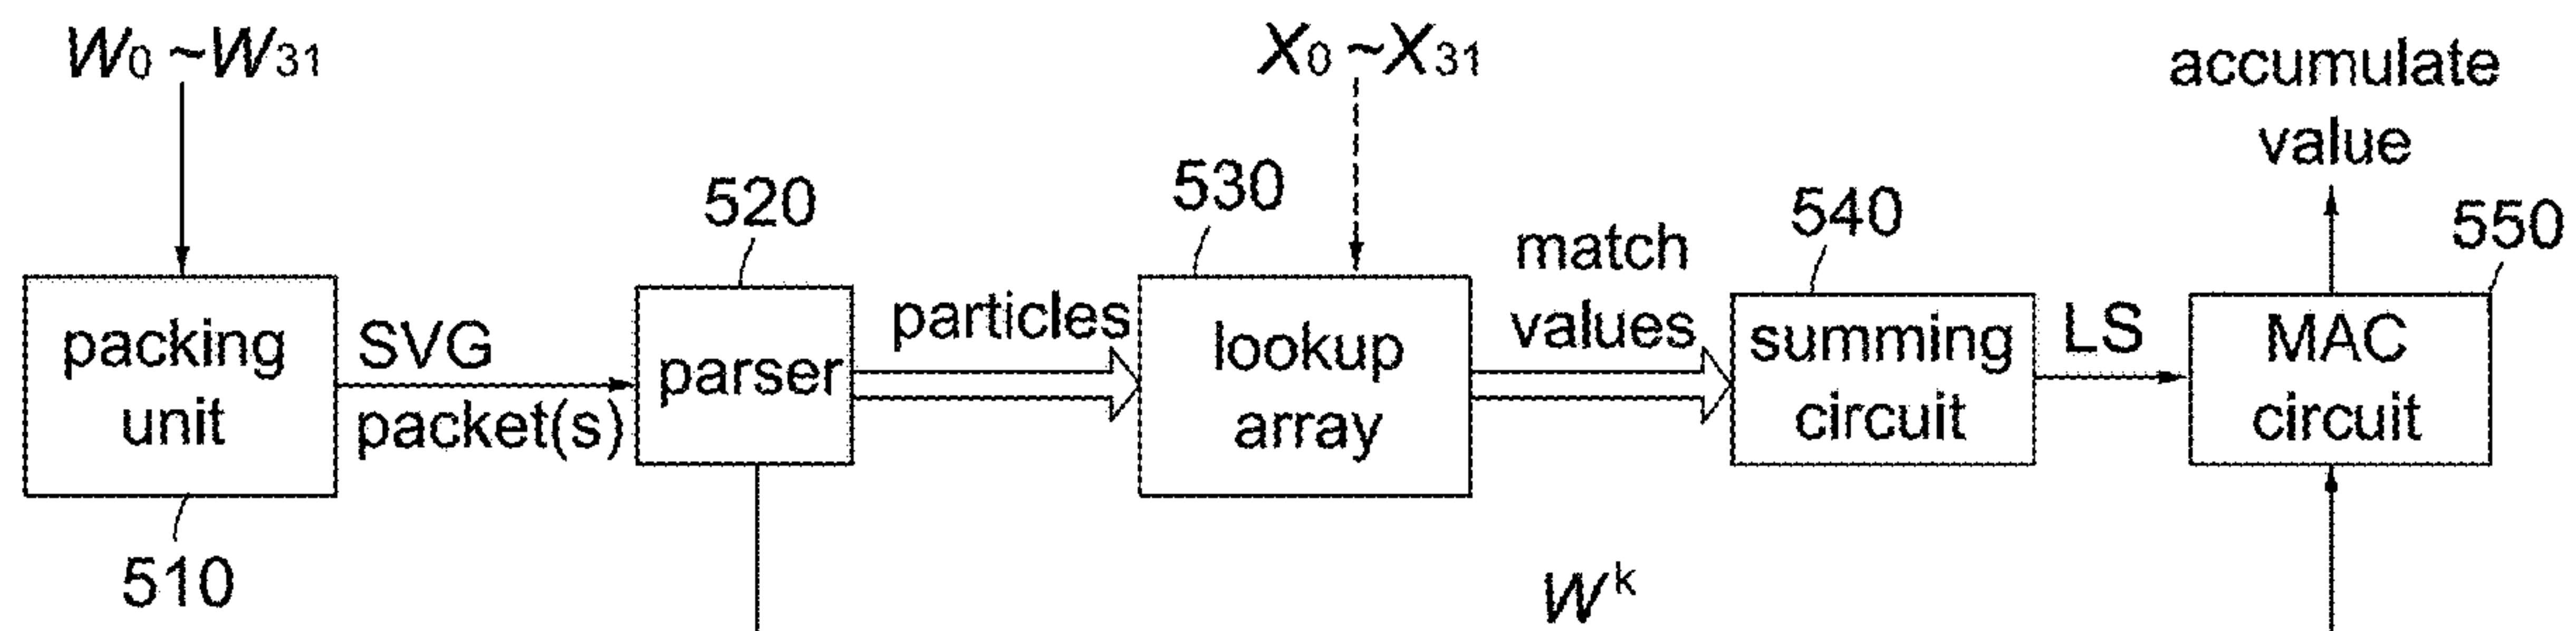 W0 ~W31
X0 ~X31
accumulate
value
510
packing
unit
SVG
packet(s)
520
parser
particles
530
lookup
array
match
values
540
summing
circuit
LS
550
MAC
circuit
Wk